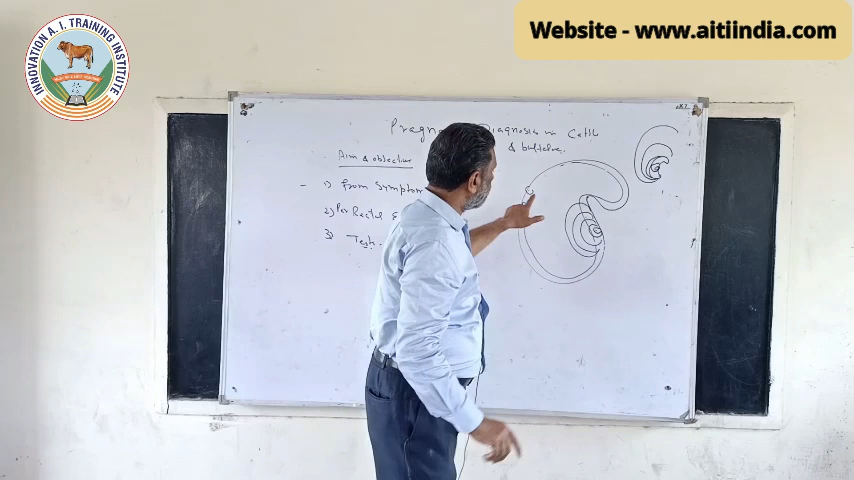 Website - www.aitiindia.com
INNOVATION A. I. TRAINING INSTITUTE
Diagnosis in Cattle
& buffaloe.
Aim & objective
1) from Symptom
2) Per Rectal E
3) Test -